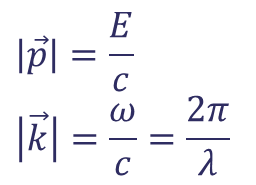 |p⃗| = E/c
|k⃗| = ω/c = 2π/λ